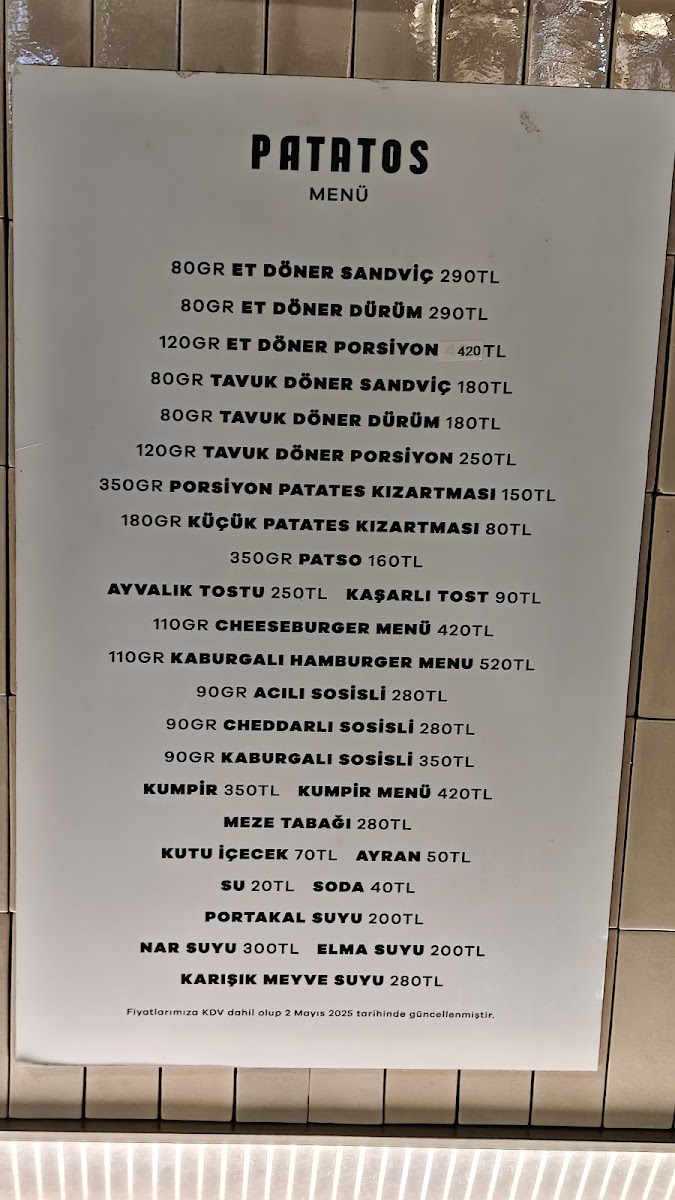 PATATOS
MENÜ
80GR ET DÖNER SANDVİÇ 290TL
80GR ET DÖNER DÜRÜM 290TL
120GR ET DÖNER PORSİYON 420TL
80GR TAVUK DÖNER SANDVİÇ 180TL
80GR TAVUK DÖNER DÜRÜM 180TL
120GR TAVUK DÖNER PORSİYON 250TL
350GR PORSİYON PATATES KIZARTMASI 150TL
180GR KÜÇÜK PATATES KIZARTMASI 80TL
350GR PATSO 160TL
AYVALIK TOSTU 250TL KAŞARLI TOST 90TL
110GR CHEESEBURGER MENÜ 420TL
110GR KABURGALI HAMBURGER MENU 520TL
90GR ACILI SOSİSLİ 280TL
90GR CHEDDARLI SOSİSLİ 280TL
90GR KABURGALI SOSİSLİ 350TL
KUMPİR 350TL KUMPİR MENÜ 420TL
MEZE TABAĞI 280TL
KUTU İÇECEK 70TL AYRAN 50TL
SU 20TL SODA 40TL
PORTAKAL SUYU 200TL
NAR SUYU 300TL ELMA SUYU 200TL
KARIŞIK MEYVE SUYU 280TL
Fiyatlarımıza KDV dahil olup 2 Mayıs 2025 tarihinde güncellenmiştir.